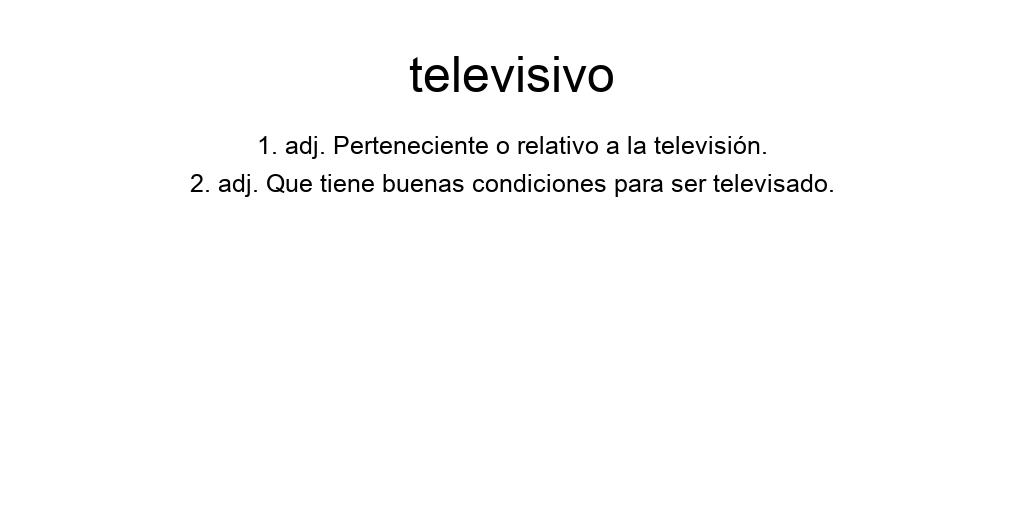 televisivo
1. adj. Perteneciente o relativo a la televisión.
2. adj. Que tiene buenas condiciones para ser televisado.